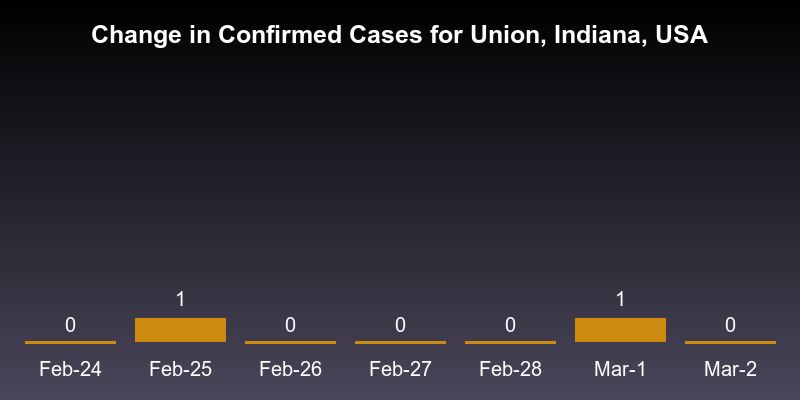 Change in Confirmed Cases for Union, Indiana, USA
0 1 0 0 0 1 0
Feb-24 Feb-25 Feb-26 Feb-27 Feb-28 Mar-1 Mar-2